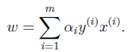 w = \sum_{i=1}^{m} \alpha_i y^{(i)} x^{(i)}.